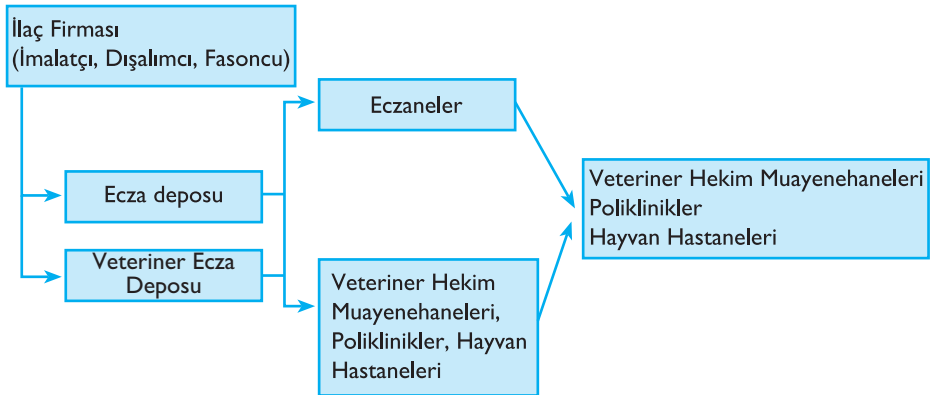 İlaç Firması
(İmalatçı, Dışalımcı, Fasoncu)
Eczaneler
Ecza deposu
Veteriner Ecza
Deposu
Veteriner Hekim
Muayenehaneleri,
Poliklinikler, Hayvan
Hastaneleri
Veteriner Hekim Muayenehaneleri
Poliklinikler
Hayvan Hastaneleri